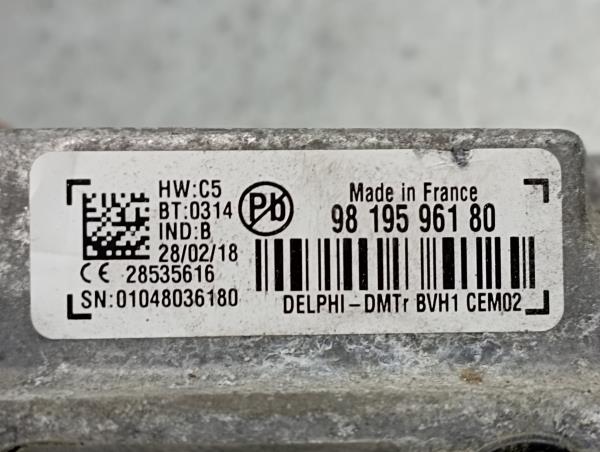 HW:C5
BT:0314
IND:B
28/02/18
CE 28535616
SN:01048036180
Pb
Made in France
98 195 961 80
DELPHI-DMTr BVH1 CEM02